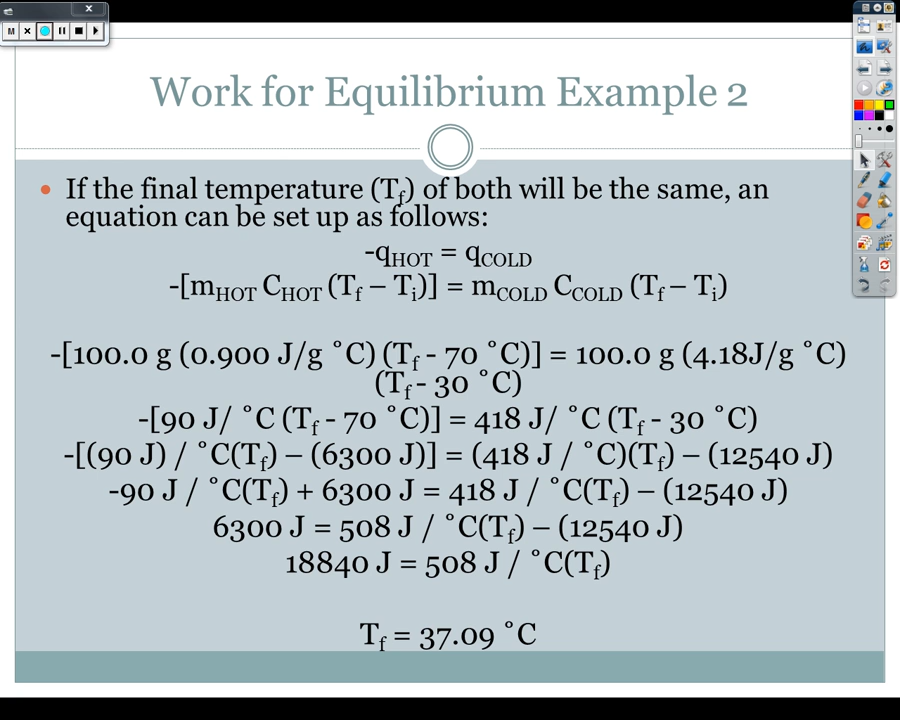 M
Work for Equilibrium Example 2
If the final temperature (Tf) of both will be the same, an
equation can be set up as follows:
-qHOT = qCOLD
-[mHOT CHOT (Tf – Ti)] = mCOLD CCOLD (Tf – Ti)
-[100.0 g (0.900 J/g ˚C) (Tf - 70 ˚C)] = 100.0 g (4.18J/g ˚C)
(Tf - 30 ˚C)
-[90 J/ ˚C (Tf - 70 ˚C)] = 418 J/ ˚C (Tf - 30 ˚C)
-[(90 J) / ˚C(Tf) – (6300 J)] = (418 J / ˚C)(Tf) – (12540 J)
-90 J / ˚C(Tf) + 6300 J = 418 J / ˚C(Tf) – (12540 J)
6300 J = 508 J / ˚C(Tf) – (12540 J)
18840 J = 508 J / ˚C(Tf)
Tf = 37.09 ˚C